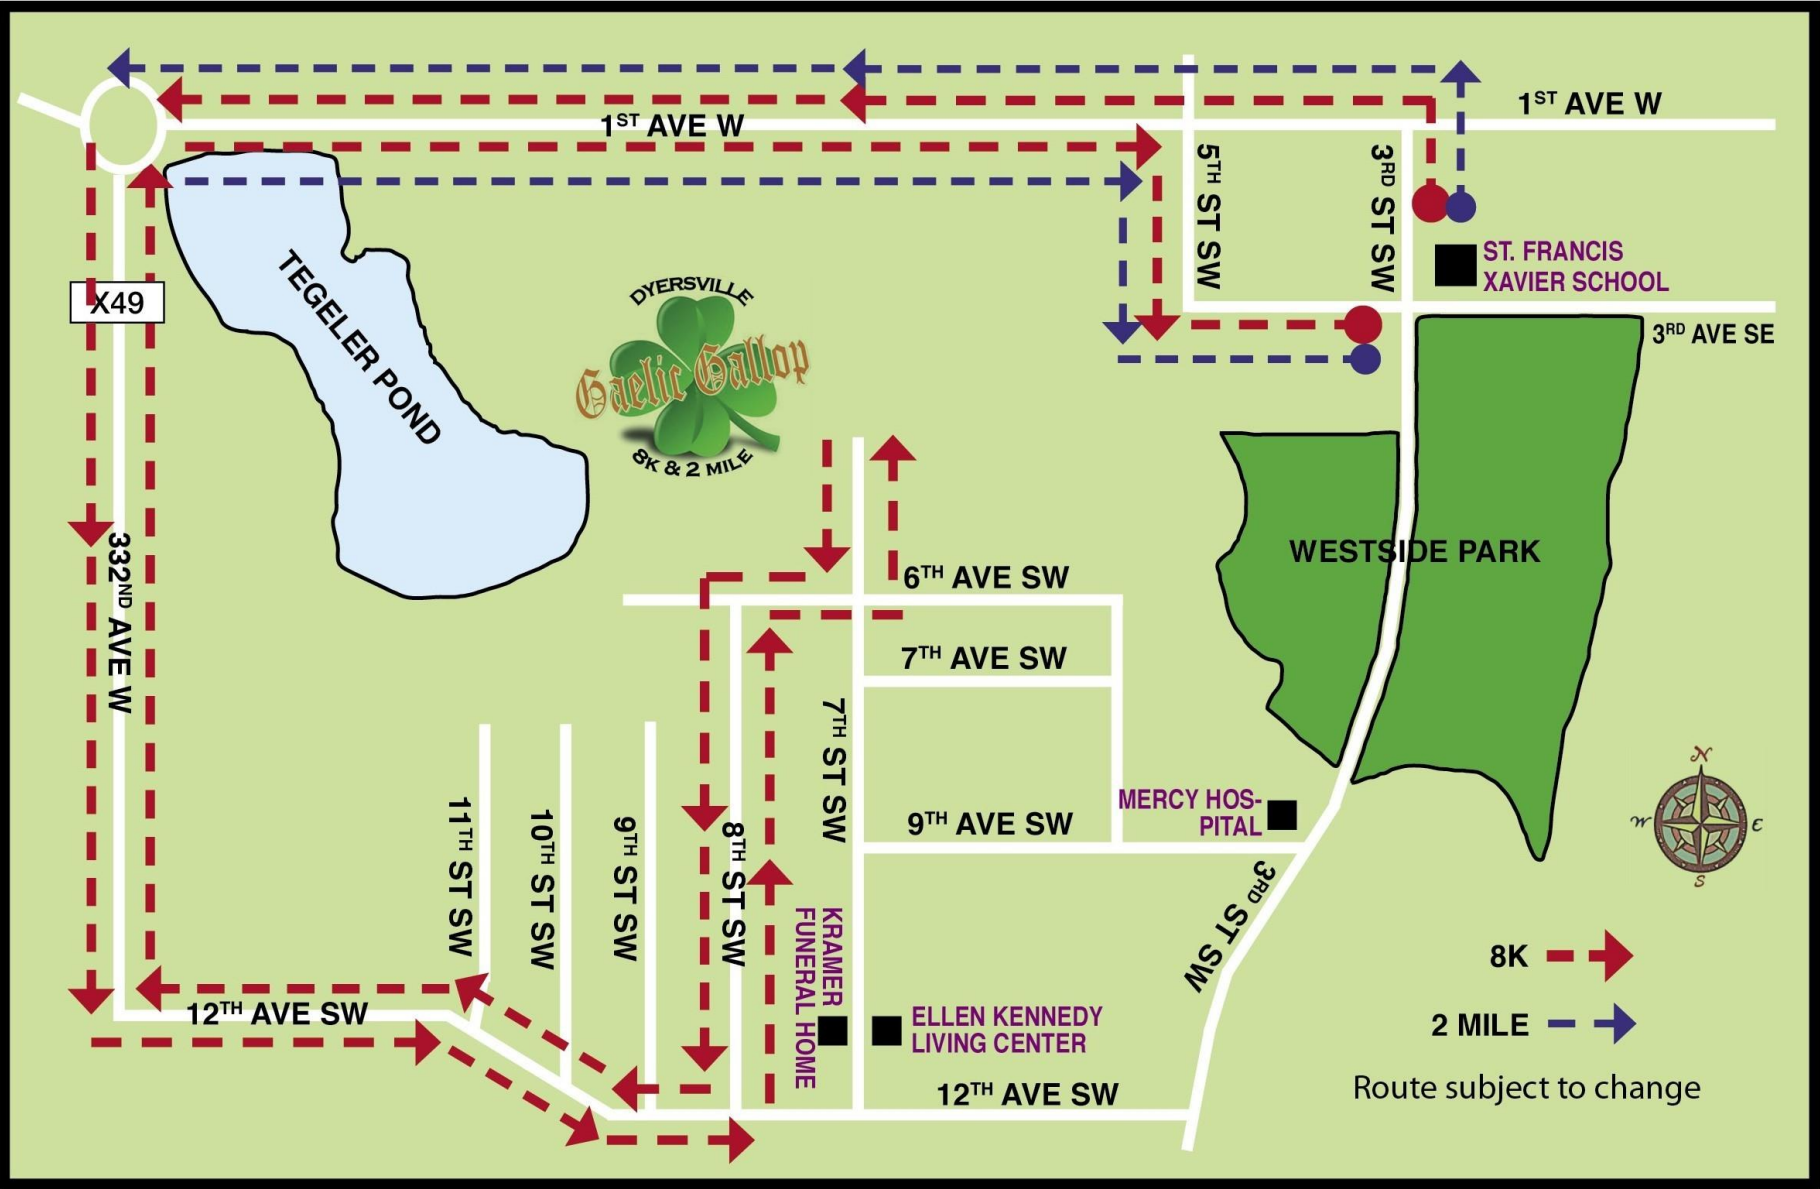 1ST AVE W
1ST AVE W
5TH ST SW
3RD ST SW
ST. FRANCIS
XAVIER SCHOOL
X49
TEGELER POND
DYERSVILLE
Gaelic Gallop
8K & 2 MILE
3RD AVE SE
332ND AVE W
6TH AVE SW
WESTSIDE PARK
7TH AVE SW
7TH ST SW
MERCY HOS-
PITAL
9TH AVE SW
11TH ST SW
10TH ST SW
9TH ST SW
8TH ST SW
3RD ST SW
N
W
E
S
KRAMER
FUNERAL HOME
ELLEN KENNEDY
LIVING CENTER
12TH AVE SW
12TH AVE SW
8K
2 MILE
Route subject to change